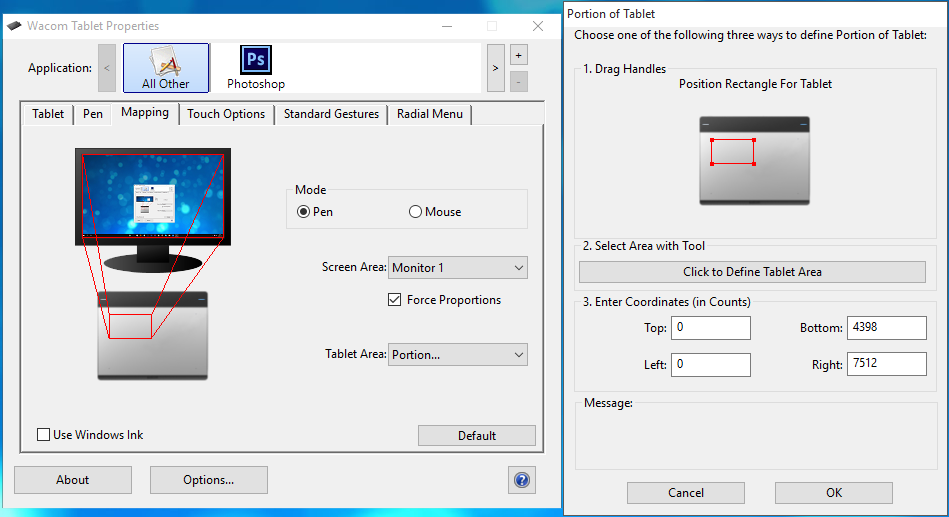 Wacom Tablet Properties
Application:
<
All Other
Ps
Photoshop
>
+
-
Tablet
Pen
Mapping
Touch Options
Standard Gestures
Radial Menu
Mode
Pen
Mouse
Screen Area:
Monitor 1
Force Proportions
Tablet Area:
Portion...
Use Windows Ink
Default
About
Options...
?
Portion of Tablet
Choose one of the following three ways to define Portion of Tablet:
1. Drag Handles
Position Rectangle For Tablet
2. Select Area with Tool
Click to Define Tablet Area
3. Enter Coordinates (in Counts)
Top: 0
Bottom: 4398
Left: 0
Right: 7512
Message:
Cancel
OK